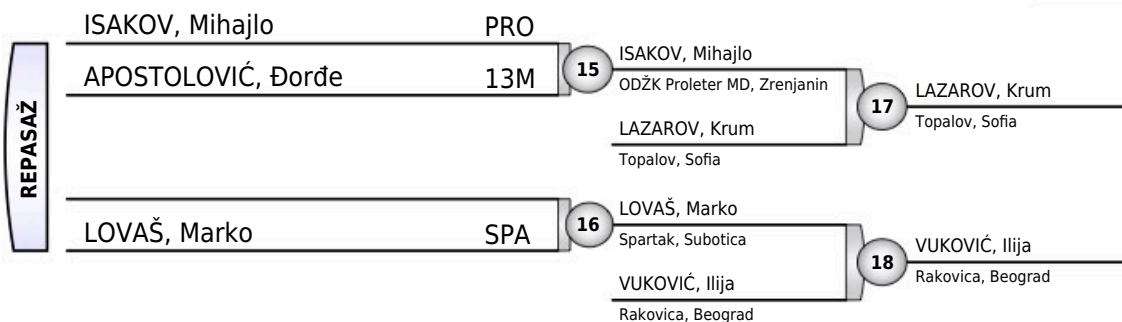 REPASAŽ
ISAKOV, Mihajlo PRO
APOSTOLOVIĆ, Đorđe 13M
15
ISAKOV, Mihajlo
ODŽK Proleter MD, Zrenjanin
LAZAROV, Krum
Topalov, Sofia
17
LAZAROV, Krum
Topalov, Sofia
LOVAŠ, Marko SPA
16
LOVAŠ, Marko
Spartak, Subotica
VUKOVIĆ, Ilija
Rakovica, Beograd
18
VUKOVIĆ, Ilija
Rakovica, Beograd